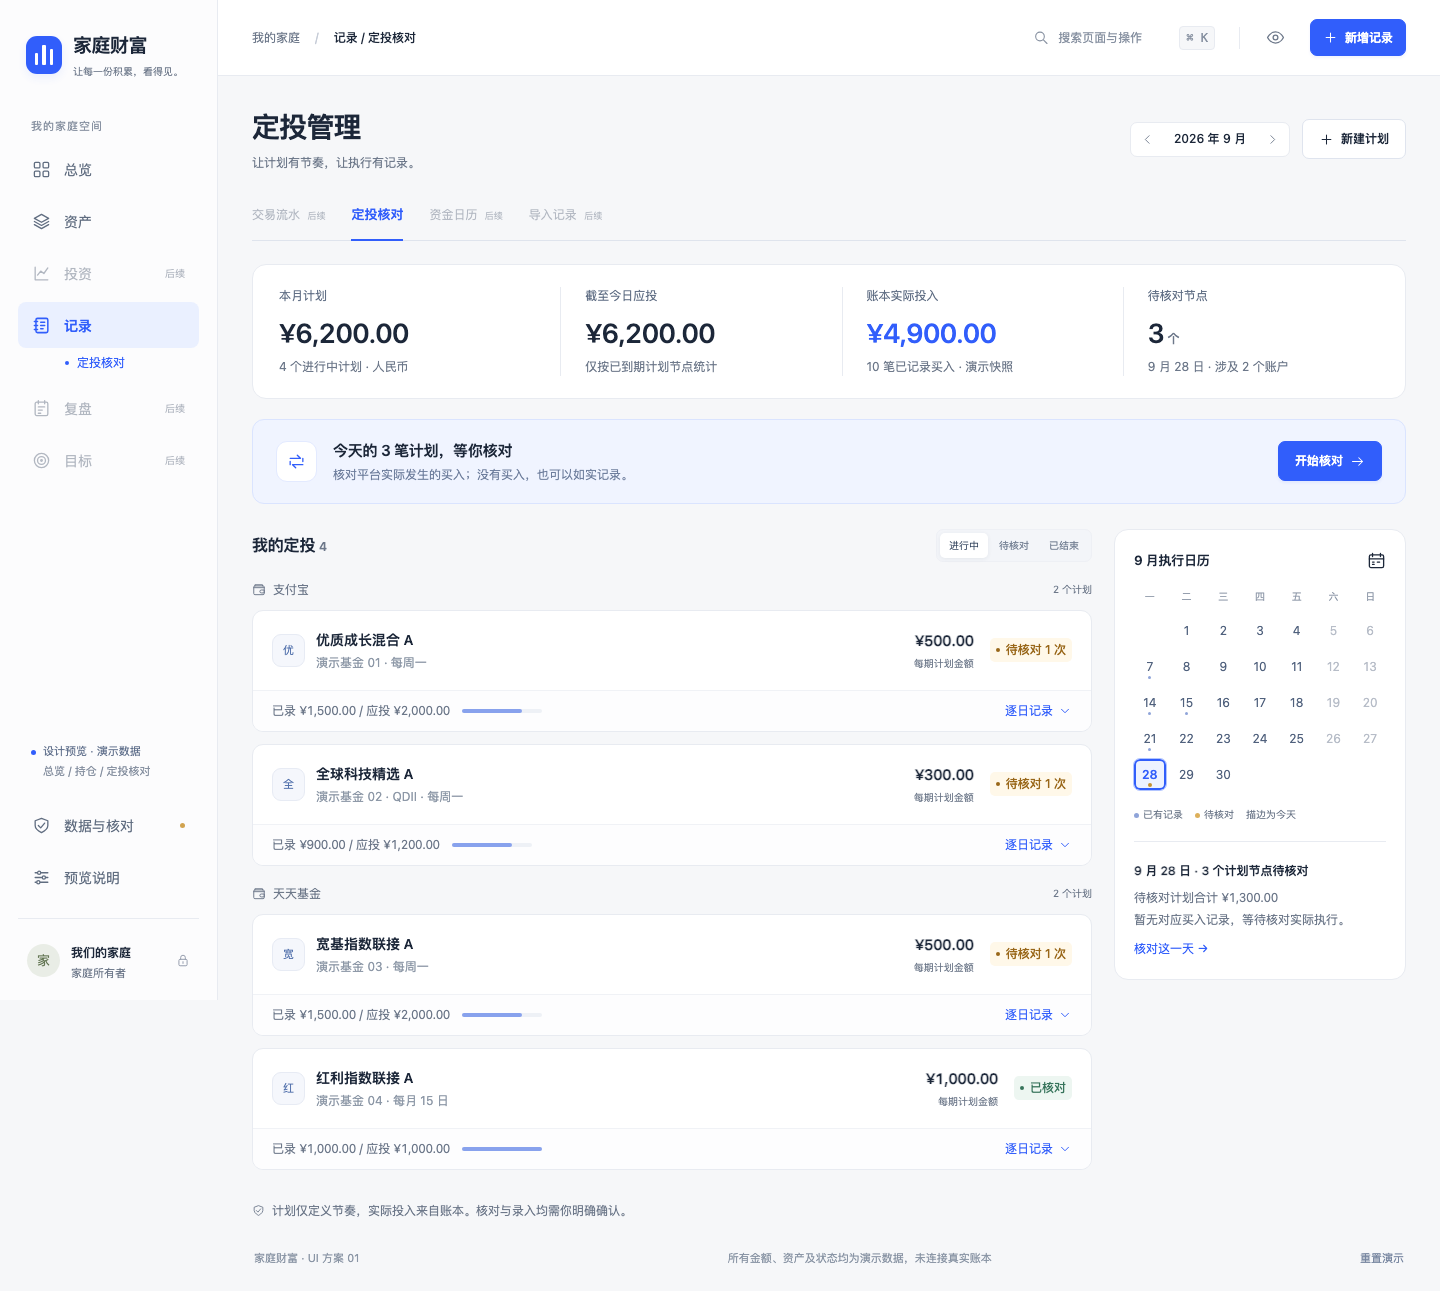 家庭财富
让每一份积累，看得见。
我的家庭空间
总览
资产
投资 后续
记录
定投核对
复盘 后续
目标 后续
设计预览 · 演示数据
总览 / 持仓 / 定投核对
数据与核对
预览说明
家 我们的家庭
家庭所有者
我的家庭 / 记录 / 定投核对
搜索页面与操作 ⌘ K
+ 新增记录
定投管理
让计划有节奏，让执行有记录。
2026 年 9 月
+ 新建计划
交易流水 后续 定投核对 资金日历 后续 导入记录 后续
本月计划
¥6,200.00
4 个进行中计划 · 人民币
截至今日应投
¥6,200.00
仅按已到期计划节点统计
账本实际投入
¥4,900.00
10 笔已记录买入 · 演示快照
待核对节点
3 个
9 月 28 日 · 涉及 2 个账户
今天的 3 笔计划，等你核对
核对平台实际发生的买入；没有买入，也可以如实记录。
开始核对 →
我的定投 4
进行中 待核对 已结束
支付宝 2 个计划
优 优质成长混合 A
演示基金 01 · 每周一
¥500.00
每期计划金额
待核对 1 次
已录 ¥1,500.00 / 应投 ¥2,000.00 逐日记录
全 全球科技精选 A
演示基金 02 · QDII · 每周一
¥300.00
每期计划金额
待核对 1 次
已录 ¥900.00 / 应投 ¥1,200.00 逐日记录
天天基金 2 个计划
宽 宽基指数联接 A
演示基金 03 · 每周一
¥500.00
每期计划金额
待核对 1 次
已录 ¥1,500.00 / 应投 ¥2,000.00 逐日记录
红 红利指数联接 A
演示基金 04 · 每月 15 日
¥1,000.00
每期计划金额
已核对
已录 ¥1,000.00 / 应投 ¥1,000.00 逐日记录
9 月执行日历
一 二 三 四 五 六 日
1 2 3 4 5 6
7 8 9 10 11 12 13
14 15 16 17 18 19 20
21 22 23 24 25 26 27
28 29 30
已有记录 待核对 描边为今天
9 月 28 日 · 3 个计划节点待核对
待核对计划合计 ¥1,300.00
暂无对应买入记录，等待核对实际执行。
核对这一天 →
计划仅定义节奏，实际投入来自账本。核对与录入均需你明确确认。
家庭财富 · UI 方案 01
所有金额、资产及状态均为演示数据，未连接真实账本
重置演示